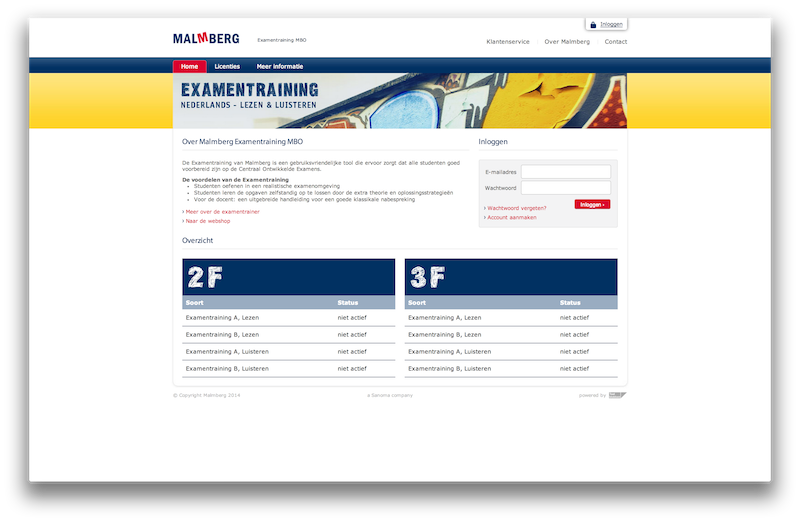 Inloggen
MALMBERG
Examentraining MBO
Klantenservice
Over Malmberg
Contact
Home
Licenties
Meer informatie
EXAMENTRAINING
NEDERLANDS - LEZEN & LUISTEREN
Over Malmberg Examentraining MBO
De Examentraining van Malmberg is een gebruiksvriendelijke tool die ervoor zorgt dat alle studenten goed
voorbereid zijn op de Centraal Ontwikkelde Examens.
De voordelen van de Examentraining
• Studenten oefenen in een realistische examenomgeving
• Studenten leren de opgaven zelfstandig op te lossen door de extra theorie en oplossingsstrategieën
• Voor de docent: een uitgebreide handleiding voor een goede klassikale nabespreking
› Meer over de examentrainer
› Naar de webshop
Inloggen
E-mailadres
Wachtwoord
› Wachtwoord vergeten?
Inloggen ›
› Account aanmaken
Overzicht
2F
Soort Status
Examentraining A, Lezen niet actief
Examentraining B, Lezen niet actief
Examentraining A, Luisteren niet actief
Examentraining B, Luisteren niet actief
3F
Soort Status
Examentraining A, Lezen niet actief
Examentraining B, Lezen niet actief
Examentraining A, Luisteren niet actief
Examentraining B, Luisteren niet actief
© Copyright Malmberg 2014
a Sanoma company
powered by